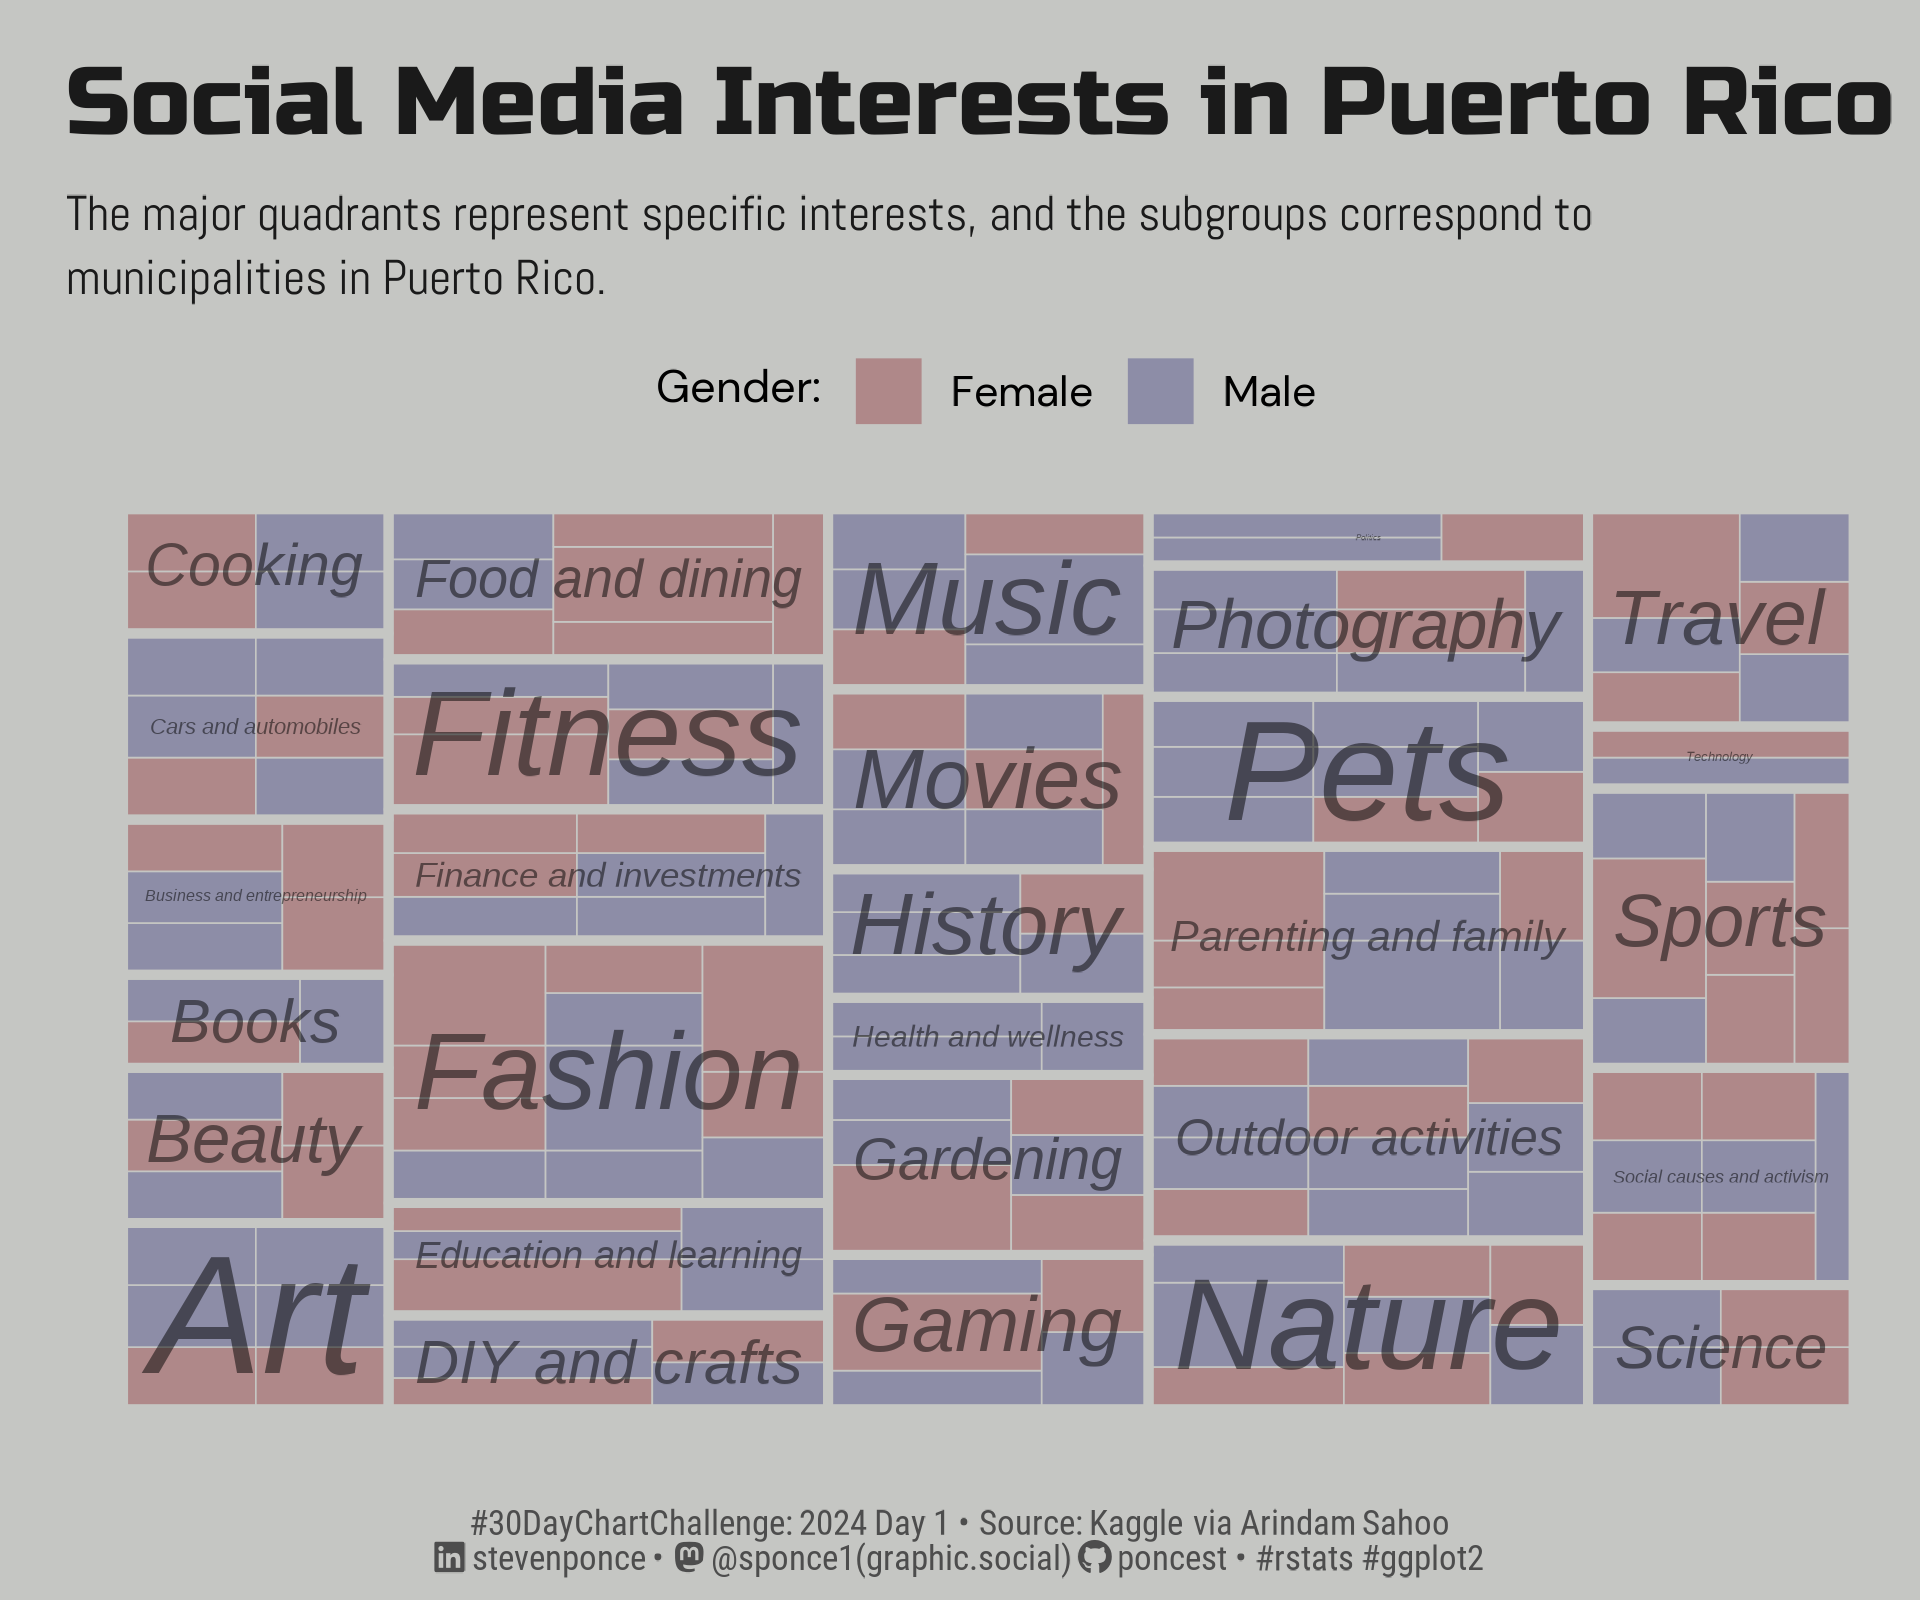 Social Media Interests in Puerto Rico
The major quadrants represent specific interests, and the subgroups correspond to
municipalities in Puerto Rico.
Gender: Female Male
Cooking
Cars and automobiles
Business and entrepreneurship
Books
Beauty
Art
Food and dining
Fitness
Finance and investments
Fashion
Education and learning
DIY and crafts
Music
Movies
History
Health and wellness
Gardening
Gaming
Politics
Photography
Pets
Parenting and family
Outdoor activities
Nature
Travel
Technology
Sports
Social causes and activism
Science
#30DayChartChallenge: 2024 Day 1 • Source: Kaggle via Arindam Sahoo
in stevenponce • m @sponce1(graphic.social) poncest • #rstats #ggplot2